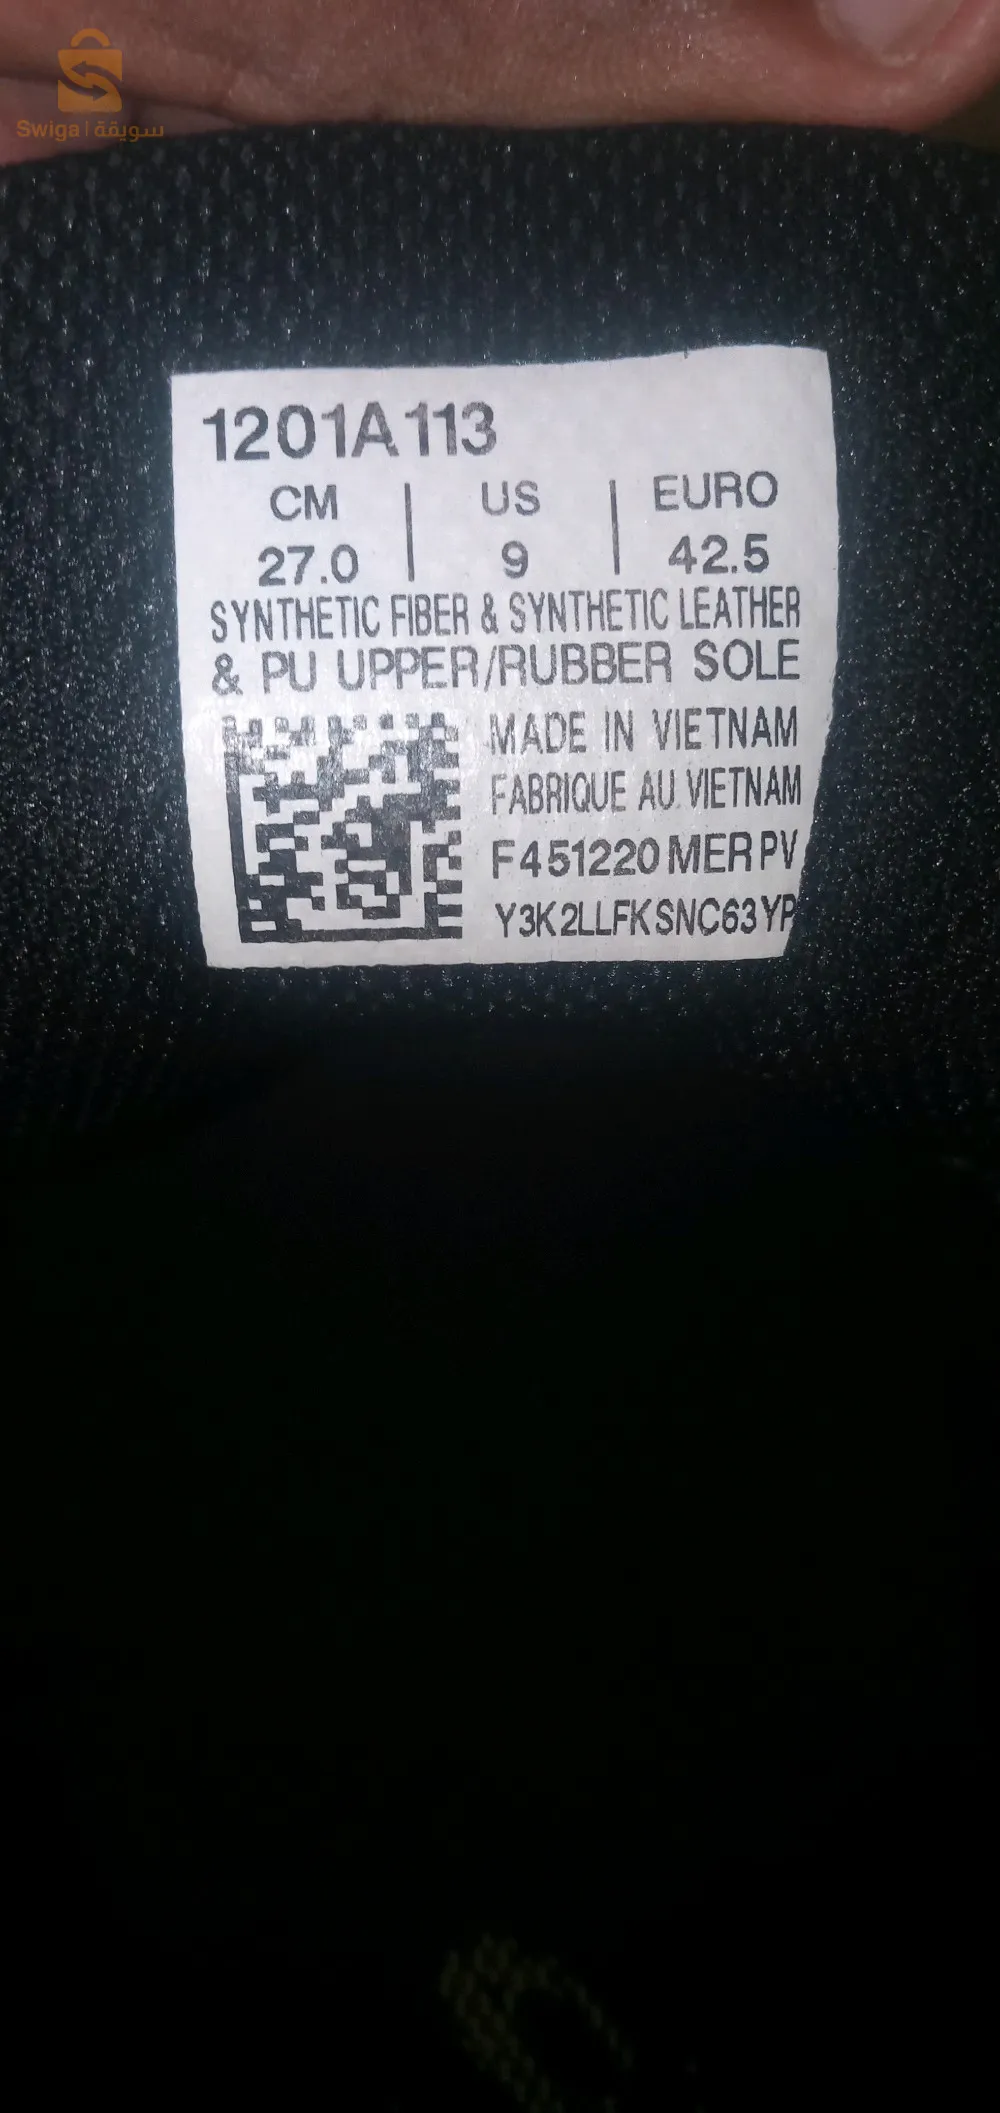 Swiga | سويقة
1201A113
CM | US | EURO
27.0 | 9 | 42.5
SYNTHETIC FIBER & SYNTHETIC LEATHER
& PU UPPER/RUBBER SOLE
MADE IN VIETNAM
FABRIQUE AU VIETNAM
F451220 MER PV
Y3K2LLFKSNC63YP